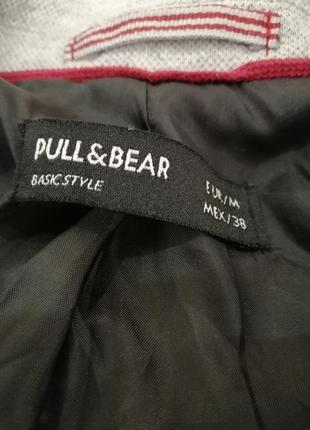 PULL&BEAR
BASIC STYLE
EUR/M
MEX/38